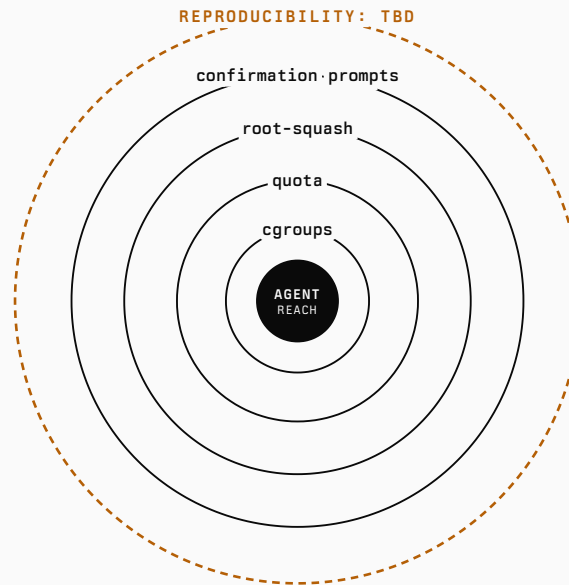 REPRODUCIBILITY: TBD
confirmation prompts
root-squash
quota
cgroups
AGENT
REACH